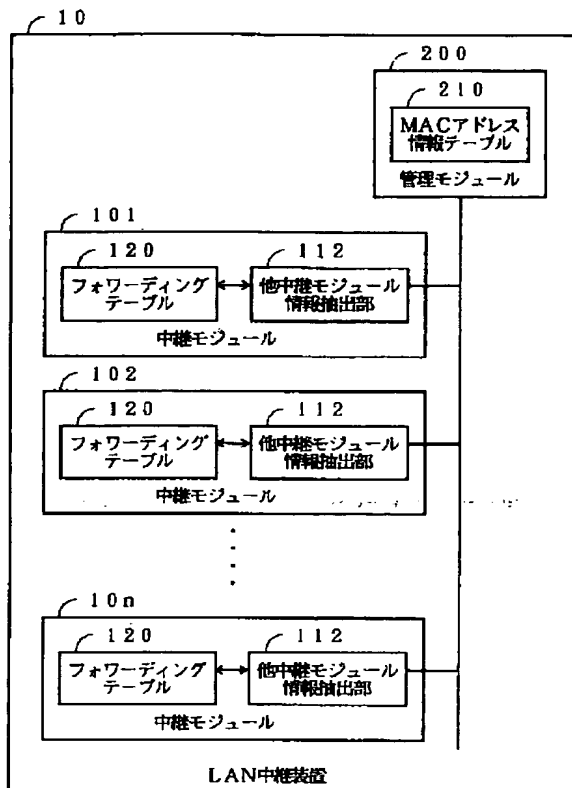 10
200
210
MACアドレス
情報テーブル
管理モジュール
101
120
112
フォワーディング
テーブル
他中継モジュール
情報抽出部
中継モジュール
102
120
112
フォワーディング
テーブル
他中継モジュール
情報抽出部
中継モジュール
10n
120
112
フォワーディング
テーブル
他中継モジュール
情報抽出部
中継モジュール
LAN中継装置